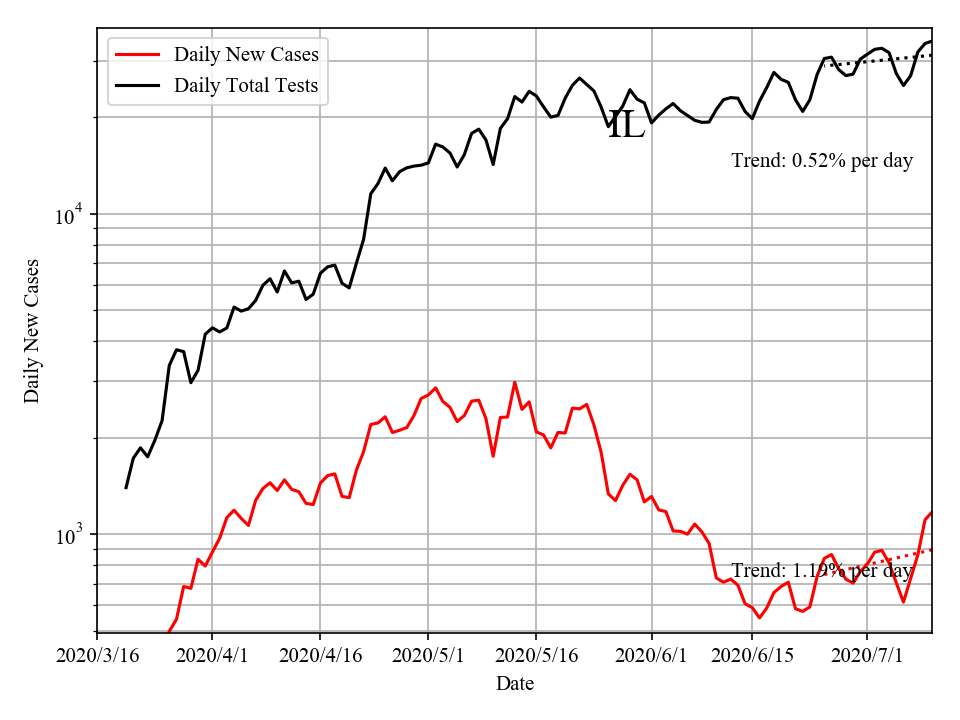 Daily New Cases
Daily Total Tests
IL
Trend: 0.52% per day
10^4
Daily New Cases
10^3
Trend: 1.19% per day
2020/3/16 2020/4/1 2020/4/16 2020/5/1 2020/5/16 2020/6/1 2020/6/15 2020/7/1
Date